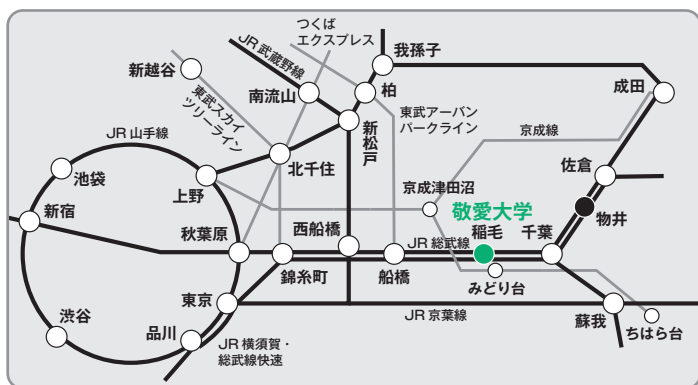 つくば
エクスプレス
JR 武蔵野線
我孫子
新越谷
南流山
柏
成田
東武スカイ
ツリーライン
東武アーバン
パークライン
JR 山手線
新松戸
京成線
北千住
佐倉
池袋
上野
京成津田沼
敬愛大学
物井
新宿
秋葉原
西船橋
JR 総武線
稲毛
千葉
錦糸町
船橋
みどり台
東京
渋谷
品川
JR 横須賀・
総武線快速
JR 京葉線
蘇我
ちはら台